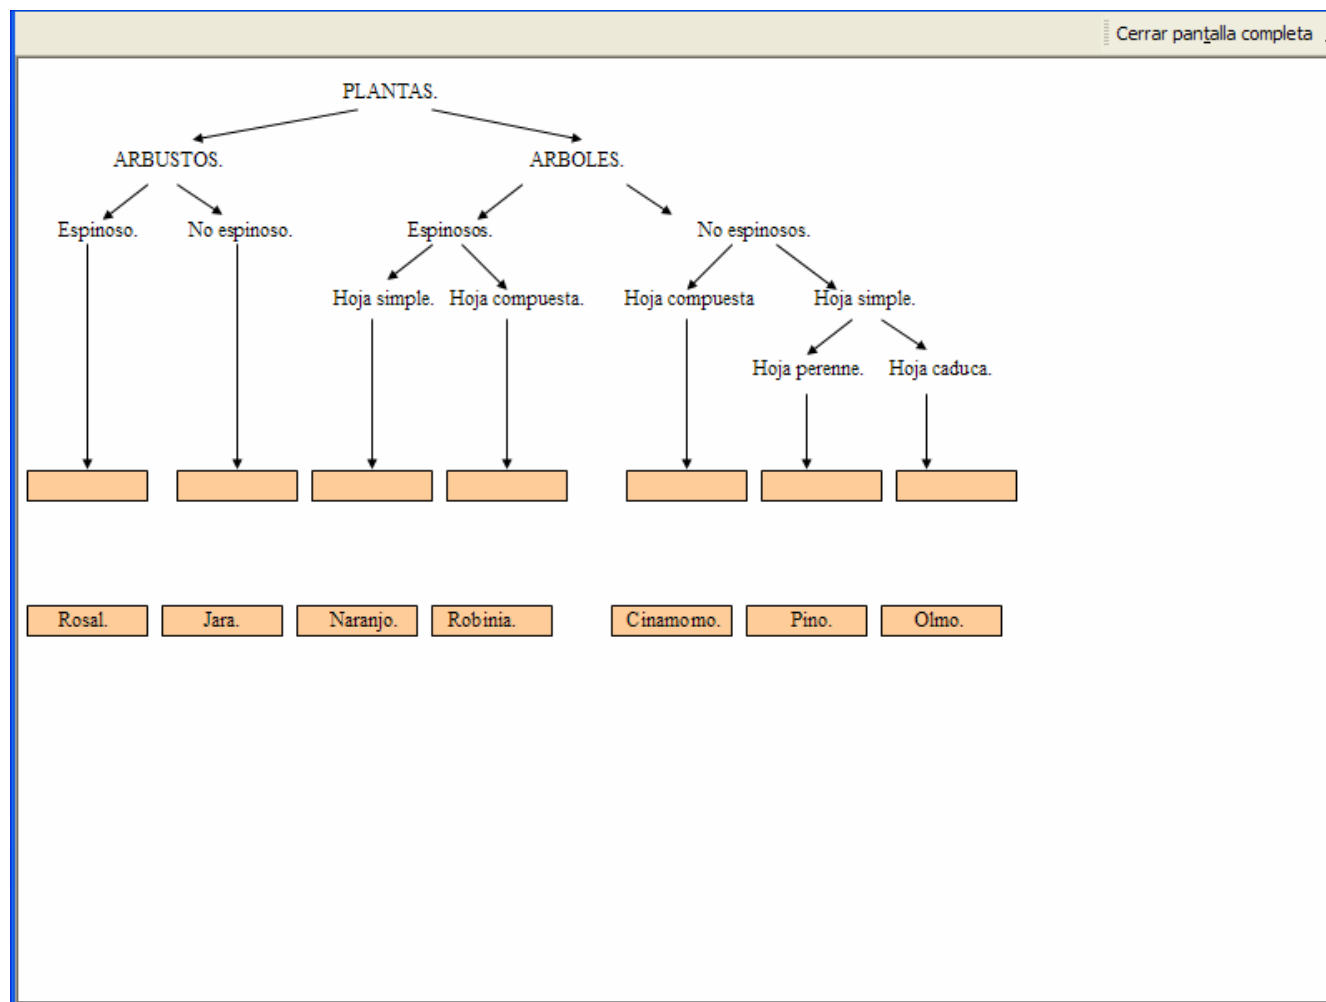 Cerrar pantalla completa
PLANTAS.
ARBUSTOS. ARBOLES.
Espinoso. No espinoso. Espinosos. No espinosos.
Hoja simple. Hoja compuesta. Hoja compuesta Hoja simple.
Hoja perenne. Hoja caduca.
Rosal. Jara. Naranjo. Robinia. Cinamomo. Pino. Olmo.